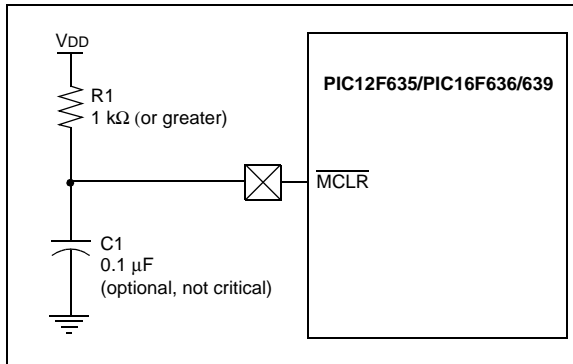 VDD
R1
1 kΩ (or greater)
PIC12F635/PIC16F636/639
MCLR
C1
0.1 μF
(optional, not critical)